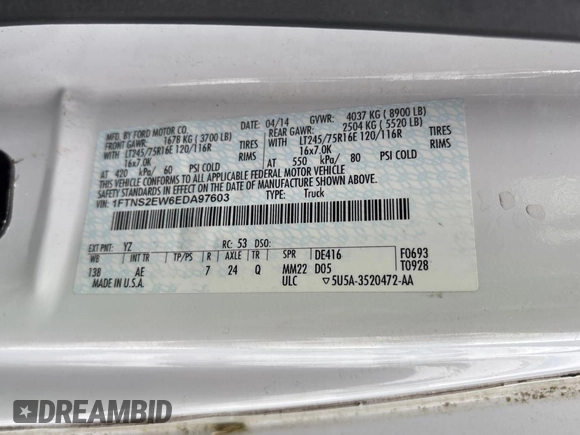 MFD. BY FORD MOTOR CO.
04/14 GVWR: 4037 KG ( 8900 LB)
FRONT GAWR: 1678 KG ( 3700 LB) REAR GAWR: 2504 KG ( 5520 LB)
WITH LT245/75R16E 120/116R TIRES WITH LT245/75R16E 120/116R TIRES
16x7.0K 16x7.0K
AT 420 kPa/ 60 PSI COLD AT 550 kPa/ 80 PSI COLD
THIS VEHICLE CONFORMS TO ALL APPLICABLE FEDERAL MOTOR VEHICLE
SAFETY STANDARDS IN EFFECT ON THE DATE OF MANUFACTURE SHOWN ABOVE.
VIN: 1FTNS2EW6EDA97603
TYPE: Truck
EXT PNT: YZ RC: 53 DSO:
WB INT TR TP/PS R AXLE TR SPR DE416 F0693
138 AE 7 24 Q MM22 D05 T0928
MADE IN U.S.A. ULC ▽5U5A-3520472-AA
DREAMBID